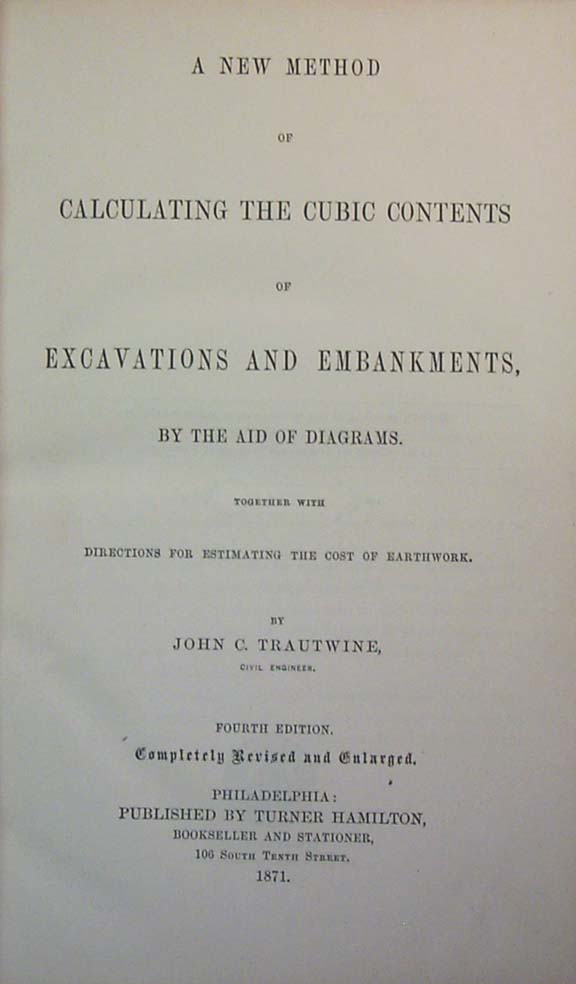 A NEW METHOD
OF
CALCULATING THE CUBIC CONTENTS
OF
EXCAVATIONS AND EMBANKMENTS,
BY THE AID OF DIAGRAMS.
TOGETHER WITH
DIRECTIONS FOR ESTIMATING THE COST OF EARTHWORK.
BY
JOHN C. TRAUTWINE,
CIVIL ENGINEER.
FOURTH EDITION.
Completely Revised and Enlarged.
PHILADELPHIA:
PUBLISHED BY TURNER HAMILTON,
BOOKSELLER AND STATIONER,
106 South Tenth Street.
1871.